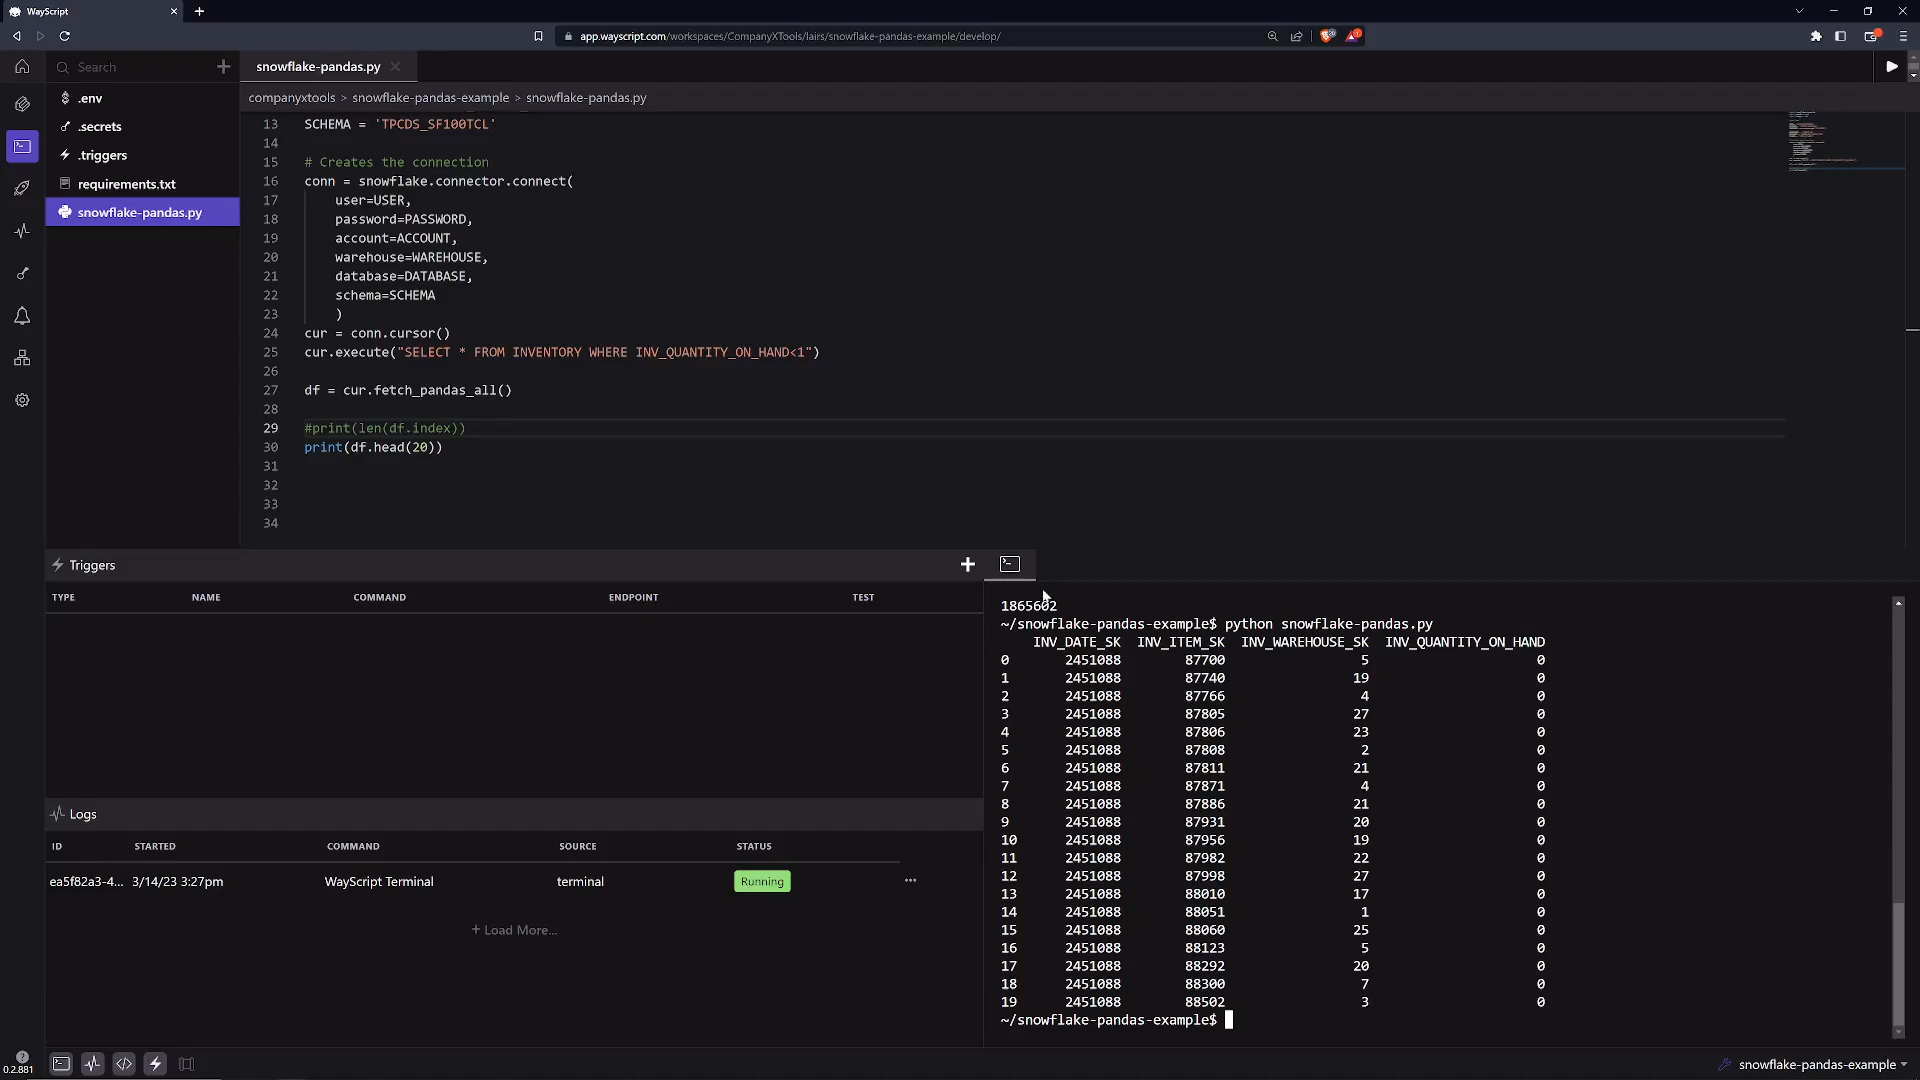 WayScript
app.wayscript.com/workspaces/CompanyXTools/lairs/snowflake-pandas-example/develop/
Search
snowflake-pandas.py
.env
.secrets
.triggers
requirements.txt
snowflake-pandas.py
companyxtools > snowflake-pandas-example > snowflake-pandas.py
13 SCHEMA = 'TPCDS_SF100TCL'
14
15 # Creates the connection
16 conn = snowflake.connector.connect(
17 user=USER,
18 password=PASSWORD,
19 account=ACCOUNT,
20 warehouse=WAREHOUSE,
21 database=DATABASE,
22 schema=SCHEMA
23 )
24 cur = conn.cursor()
25 cur.execute("SELECT * FROM INVENTORY WHERE INV_QUANTITY_ON_HAND<1")
26
27 df = cur.fetch_pandas_all()
28
29 #print(len(df.index))
30 print(df.head(20))
31
32
33
34
Triggers
TYPE NAME COMMAND ENDPOINT TEST
Logs
ID STARTED COMMAND SOURCE STATUS
ea5f82a3-4... 3/14/23 3:27pm WayScript Terminal terminal Running
+ Load More...
1865602
~/snowflake-pandas-example$ python snowflake-pandas.py
INV_DATE_SK INV_ITEM_SK INV_WAREHOUSE_SK INV_QUANTITY_ON_HAND
0 2451088 87700 5 0
1 2451088 87740 19 0
2 2451088 87766 4 0
3 2451088 87805 27 0
4 2451088 87806 23 0
5 2451088 87808 2 0
6 2451088 87811 21 0
7 2451088 87871 4 0
8 2451088 87886 21 0
9 2451088 87931 20 0
10 2451088 87956 19 0
11 2451088 87982 22 0
12 2451088 87998 27 0
13 2451088 88010 17 0
14 2451088 88051 1 0
15 2451088 88060 25 0
16 2451088 88123 5 0
17 2451088 88292 20 0
18 2451088 88300 7 0
19 2451088 88502 3 0
~/snowflake-pandas-example$
0.2.881
snowflake-pandas-example